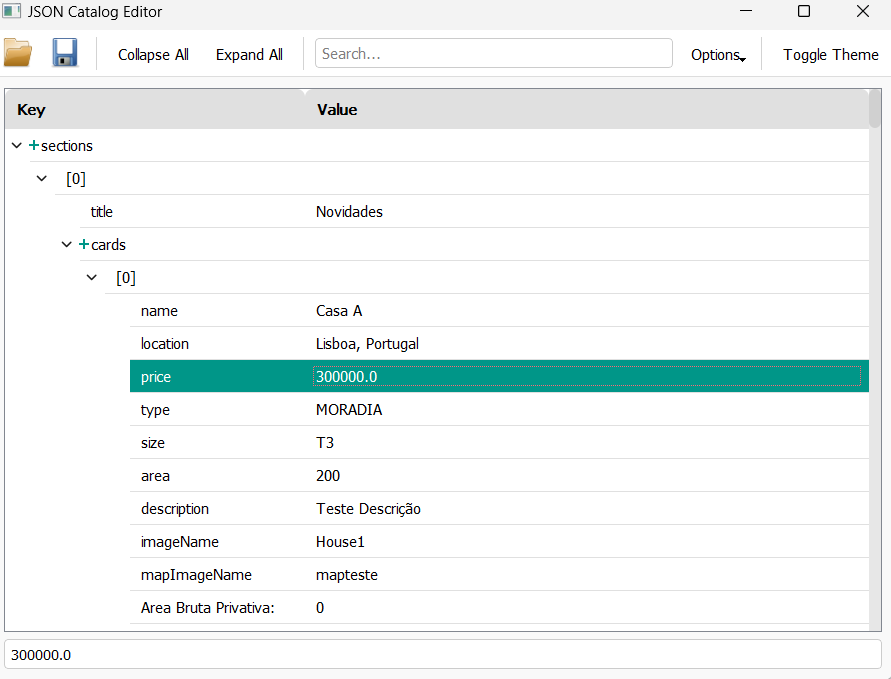 JSON Catalog Editor
Collapse All Expand All Search... Options Toggle Theme
Key Value
+sections
[0]
title Novidades
+cards
[0]
name Casa A
location Lisboa, Portugal
price 300000.0
type MORADIA
size T3
area 200
description Teste Descrição
imageName House1
mapImageName mapteste
Area Bruta Privativa: 0
300000.0